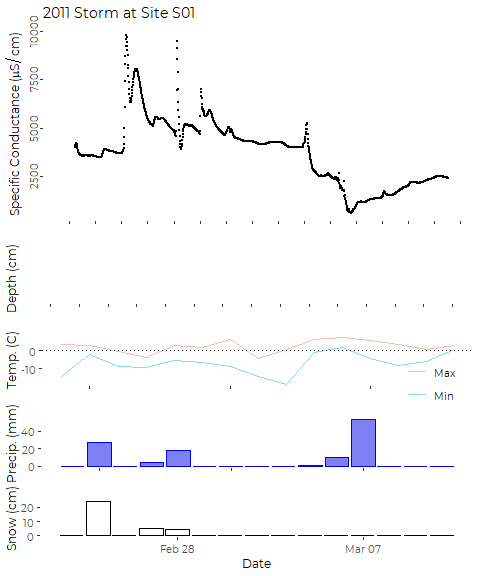 2011 Storm at Site S01
Specific Conductance (µS/cm)
10000
7500
5000
2500
Depth (cm)
Temp. (C)
0
-10
Max
Min
Precip. (mm)
40
20
0
Snow (cm)
20
10
0
Feb 28
Mar 07
Date